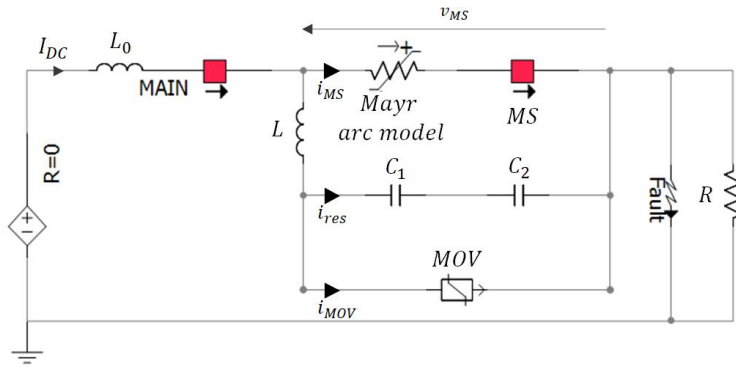 v_MS
I_DC
L_0
MAIN
i_MS
Mayr
arc model
MS
L
C_1
C_2
R=0
i_res
Fault
R
MOV
i_MOV